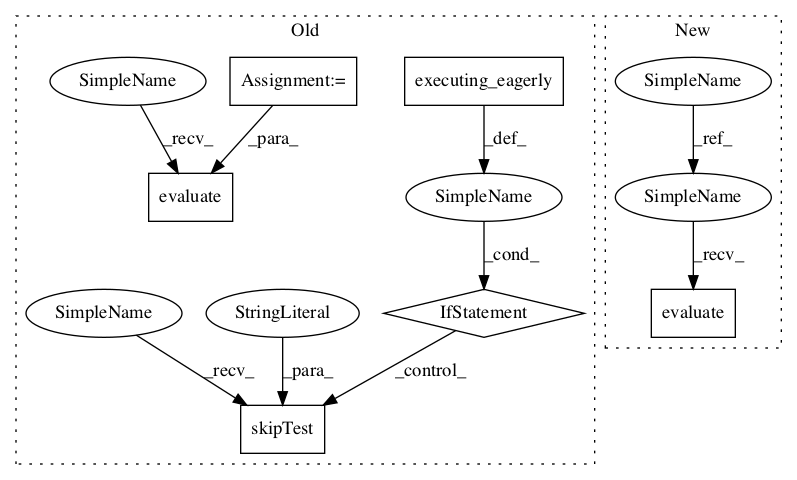 Old
New
SimpleName
Assignment:=
executing_eagerly
SimpleName
_recv_
_para_
_def_
_ref_
evaluate
SimpleName
SimpleName
_cond_
_recv_
SimpleName
StringLiteral
IfStatement
evaluate
_recv_
_para_
_control_
skipTest